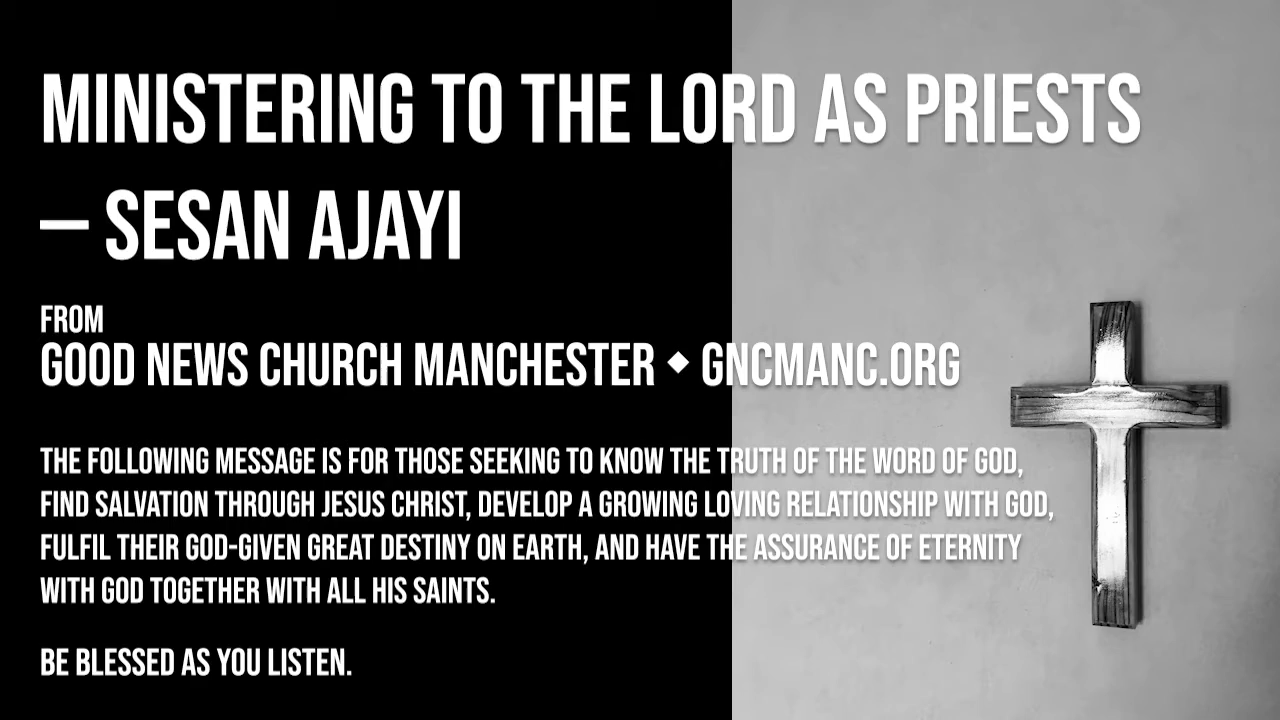 MINISTERING TO THE LORD AS PRIESTS
– SESAN AJAYI
FROM
GOOD NEWS CHURCH MANCHESTER ◆ GNCMANC.ORG
THE FOLLOWING MESSAGE IS FOR THOSE SEEKING TO KNOW THE TRUTH OF THE WORD OF GOD,
FIND SALVATION THROUGH JESUS CHRIST, DEVELOP A GROWING LOVING RELATIONSHIP WITH GOD,
FULFIL THEIR GOD-GIVEN GREAT DESTINY ON EARTH, AND HAVE THE ASSURANCE OF ETERNITY
WITH GOD TOGETHER WITH ALL HIS SAINTS.
BE BLESSED AS YOU LISTEN.